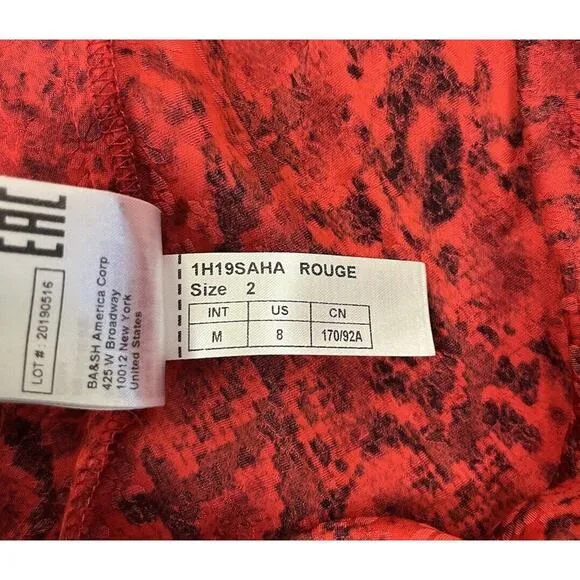 EAC
LOT#: 20190516
BA&SH America Corp
425 W Broadway
10012 New York
United States
1H19SAHA ROUGE
Size 2
INT US CN
M 8 170/92A